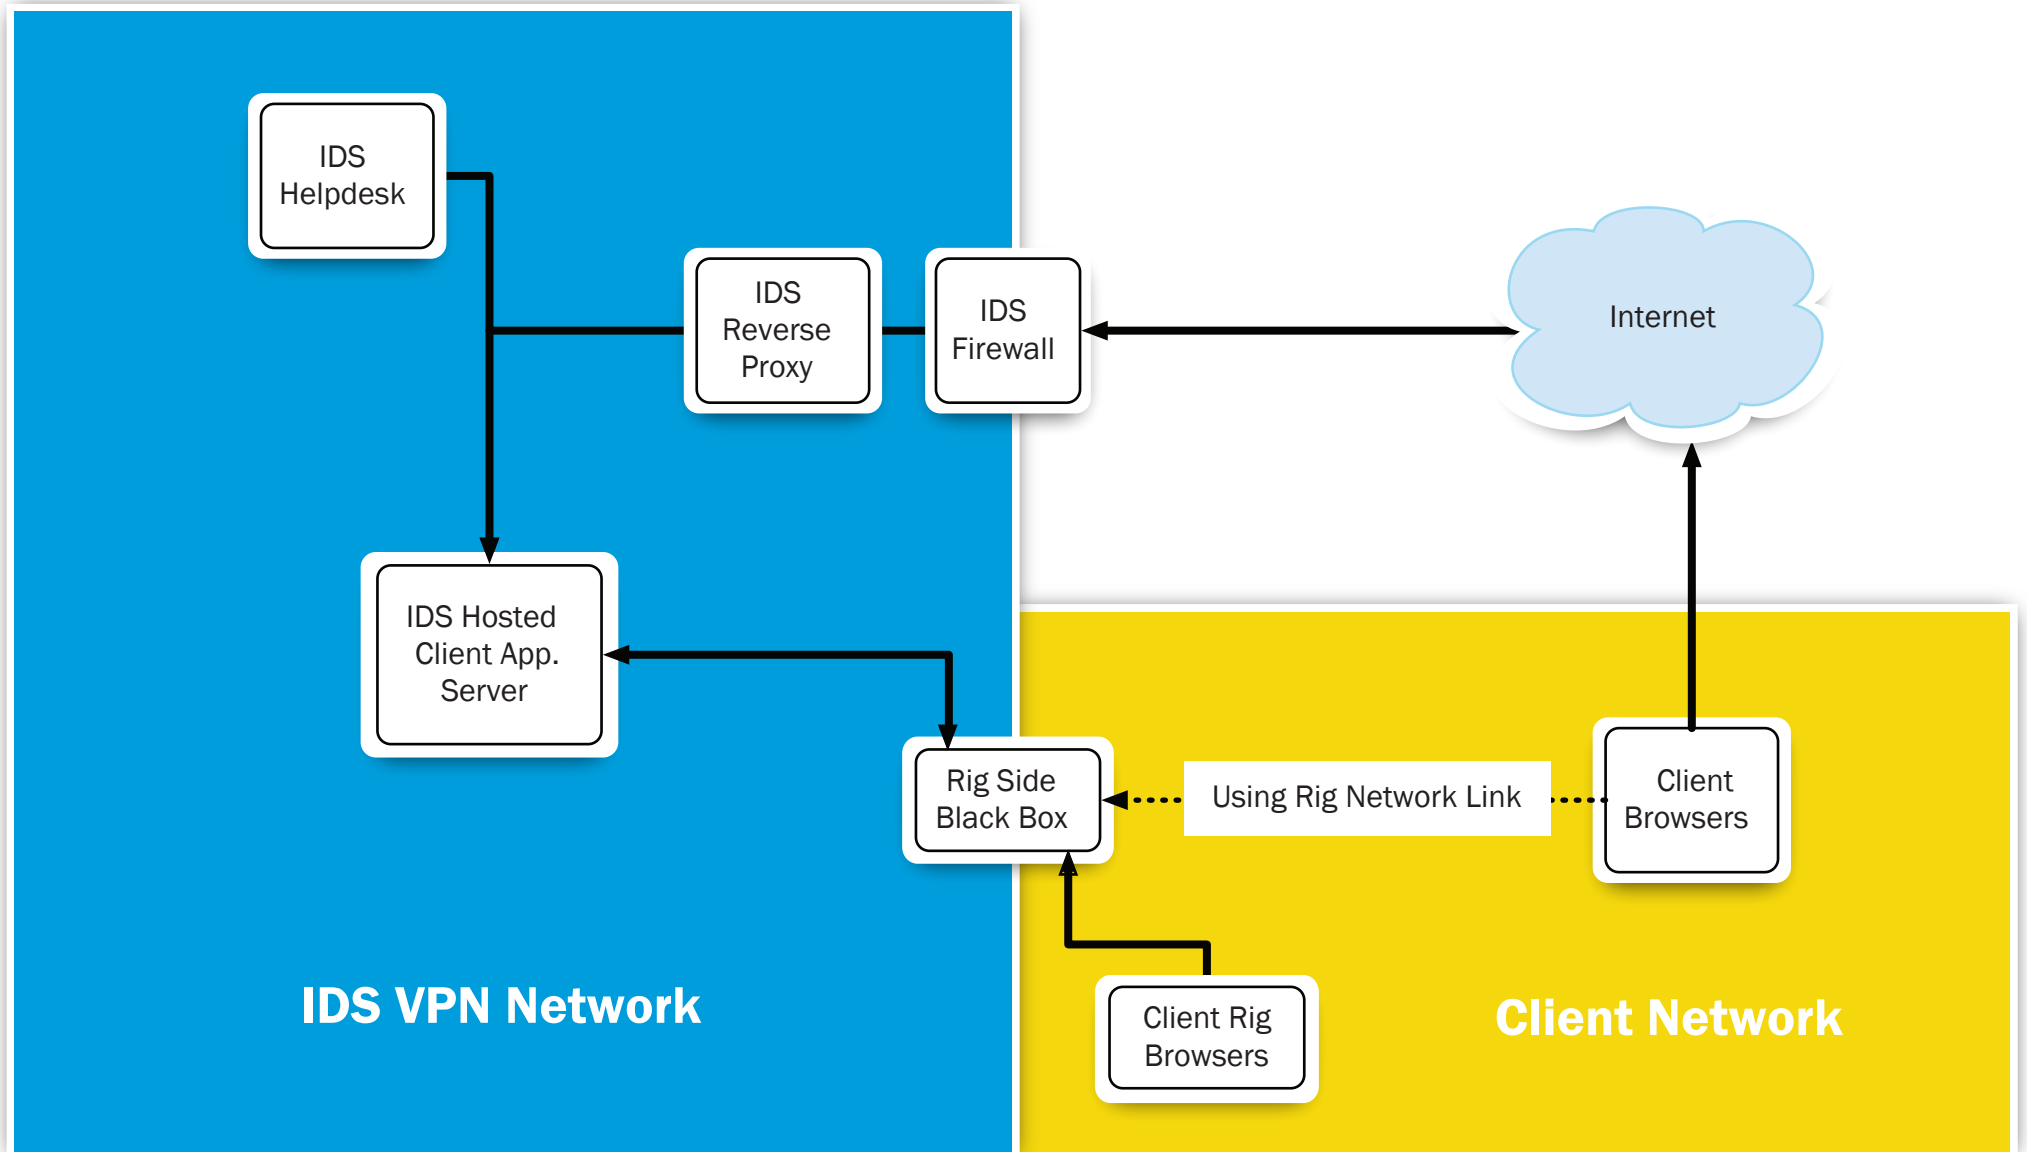 IDS
Helpdesk
IDS
Reverse
Proxy
IDS
Firewall
Internet
IDS Hosted
Client App.
Server
Rig Side
Black Box
Using Rig Network Link
Client
Browsers
Client Rig
Browsers
IDS VPN Network
Client Network